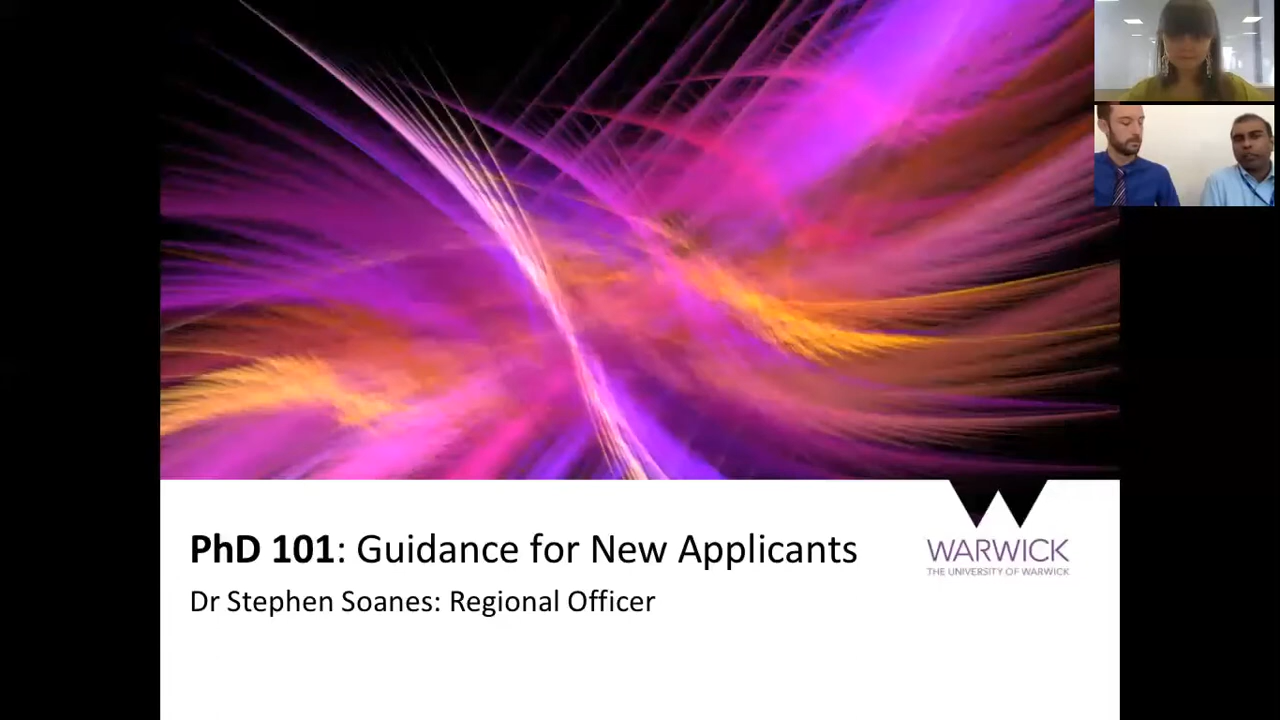 PhD 101: Guidance for New Applicants
Dr Stephen Soanes: Regional Officer
WARWICK
THE UNIVERSITY OF WARWICK